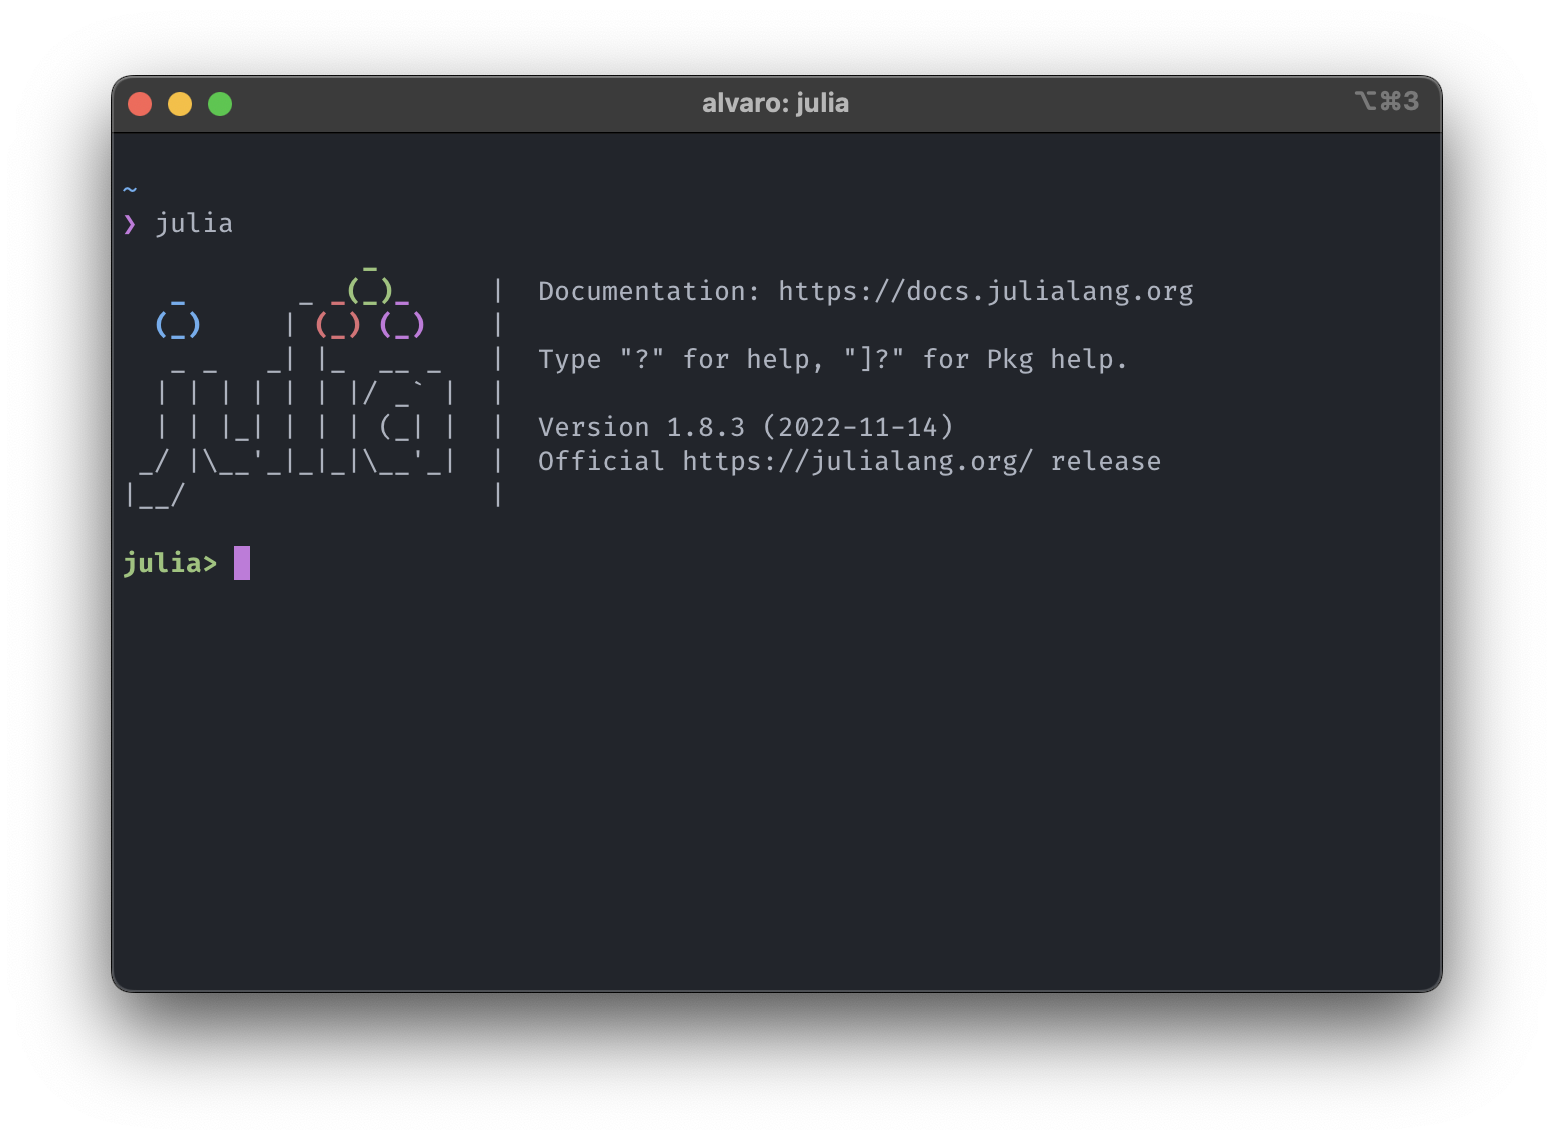 alvaro: julia ⌥⌘3
~
❯ julia
               _
   _       _ _(_)_     |  Documentation: https://docs.julialang.org
  (_)     | (_) (_)    |
   _ _   _| |_  __ _   |  Type "?" for help, "]?" for Pkg help.
  | | | | | | |/ _` |  |
  | | |_| | | | (_| |  |  Version 1.8.3 (2022-11-14)
 _/ |\__'_|_|_|\__'_|  |  Official https://julialang.org/ release
|__/                   |
julia>